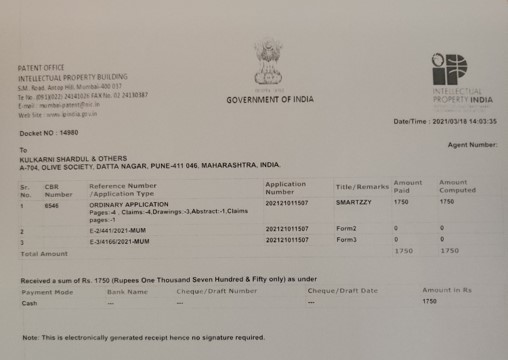 PATENT OFFICE
INTELLECTUAL PROPERTY BUILDING
S.M. Road, Antop Hill, Mumbai-400 037
Te No. (091)(022) 24141026 FAX No. 02 24130387
E-mail : mumbai-patent@nic.in
Web Site : www.ipindia.gov.in
GOVERNMENT OF INDIA
INTELLECTUAL
PROPERTY INDIA
Date/Time : 2021/03/18 14:03:35
Docket NO : 14980
Agent Number:
To
KULKARNI SHARDUL & OTHERS
A-704, OLIVE SOCIETY, DATTA NAGAR, PUNE-411 046, MAHARASHTRA, INDIA.
Sr. No. CBR Number Reference Number /Application Type Application Number Title/Remarks Amount Paid Amount Computed
1 6546 ORDINARY APPLICATION 202121011507 SMARTZZY 1750 1750
Pages:-4 , Claims:-4,Drawings:-3,Abstract:-1,Claims
pages:-1
2 E-2/441/2021-MUM 202121011507 Form2 0 0
3 E-3/4166/2021-MUM 202121011507 Form3 0 0
Total Amount 1750 1750
Received a sum of Rs. 1750 (Rupees One Thousand Seven Hundred & Fifty only) as under
Payment Mode Bank Name Cheque/Draft Number Cheque/Draft Date Amount in Rs
Cash --- --- --- 1750
Note: This is electronically generated receipt hence no signature required.